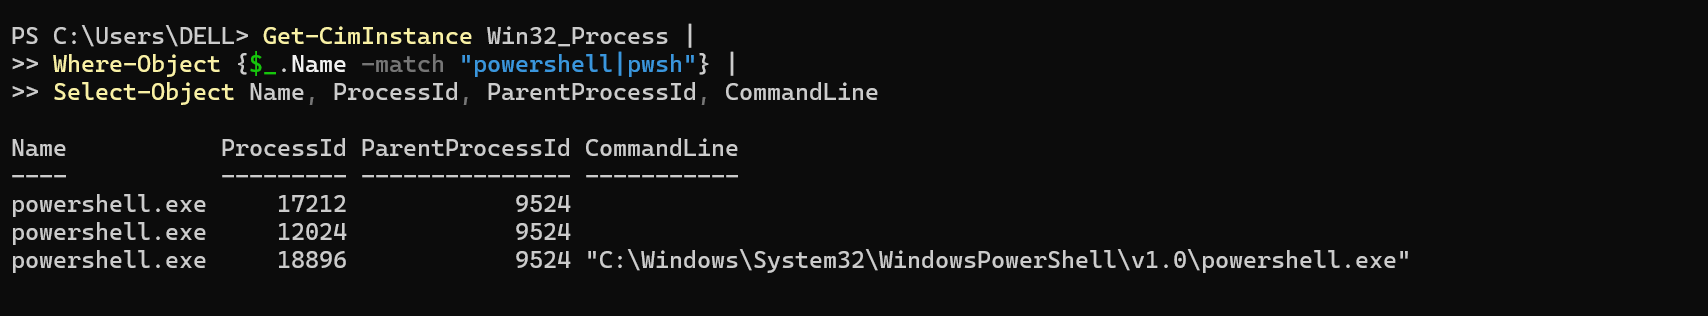 PS C:\Users\DELL> Get-CimInstance Win32_Process |
>> Where-Object {$_.Name -match "powershell|pwsh"} |
>> Select-Object Name, ProcessId, ParentProcessId, CommandLine
Name           ProcessId ParentProcessId CommandLine
----           --------- --------------- -----------
powershell.exe     17212            9524
powershell.exe     12024            9524
powershell.exe     18896            9524 "C:\Windows\System32\WindowsPowerShell\v1.0\powershell.exe"